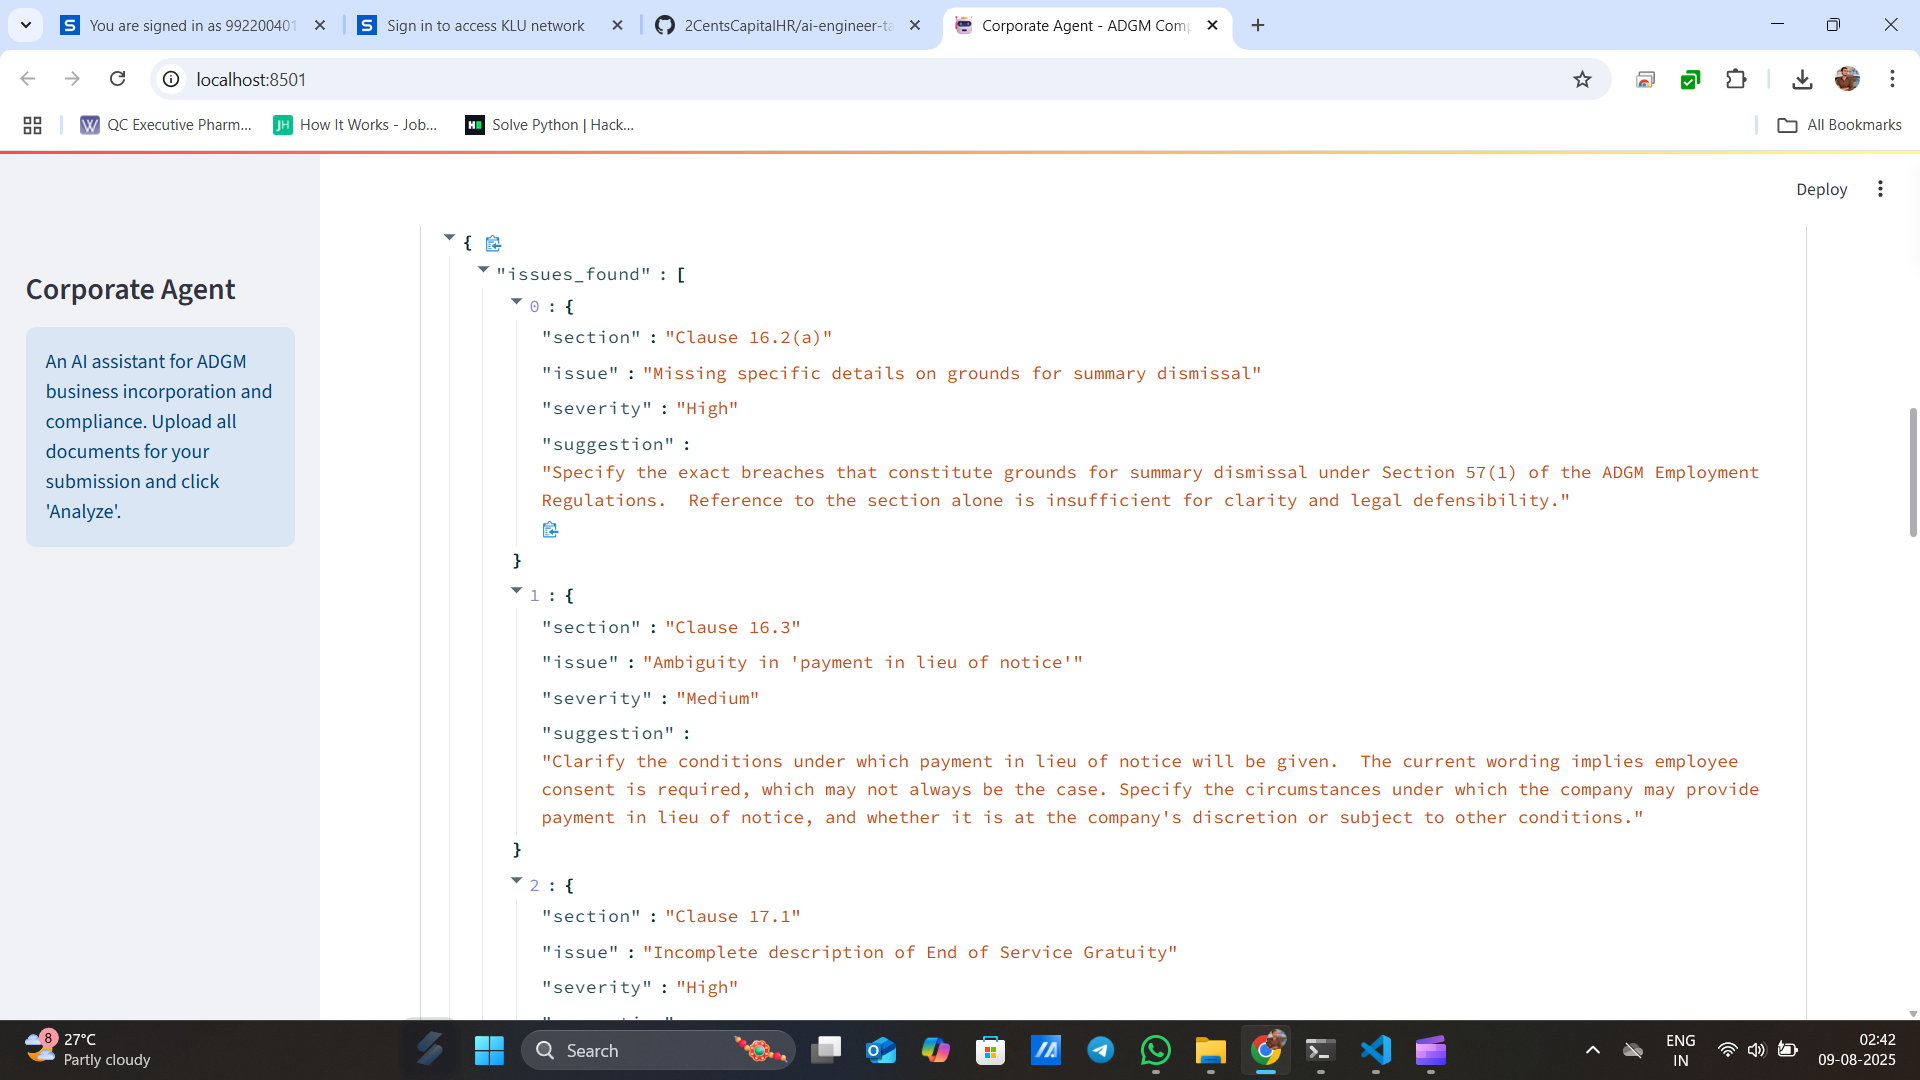 You are signed in as 992200401
Sign in to access KLU network
2CentsCapitalHR/ai-engineer-ta
Corporate Agent - ADGM Comp
localhost:8501
QC Executive Pharm...
How It Works - Job...
Solve Python | Hack...
All Bookmarks
Deploy
Corporate Agent
An AI assistant for ADGM
business incorporation and
compliance. Upload all
documents for your
submission and click
'Analyze'.
{
"issues_found" : [
0 : {
"section" : "Clause 16.2(a)"
"issue" : "Missing specific details on grounds for summary dismissal"
"severity" : "High"
"suggestion" :
"Specify the exact breaches that constitute grounds for summary dismissal under Section 57(1) of the ADGM Employment
Regulations.  Reference to the section alone is insufficient for clarity and legal defensibility."
}
1 : {
"section" : "Clause 16.3"
"issue" : "Ambiguity in 'payment in lieu of notice'"
"severity" : "Medium"
"suggestion" :
"Clarify the conditions under which payment in lieu of notice will be given.  The current wording implies employee
consent is required, which may not always be the case. Specify the circumstances under which the company may provide
payment in lieu of notice, and whether it is at the company's discretion or subject to other conditions."
}
2 : {
"section" : "Clause 17.1"
"issue" : "Incomplete description of End of Service Gratuity"
"severity" : "High"
8
27°C
Partly cloudy
Search
ENG
IN
02:42
09-08-2025